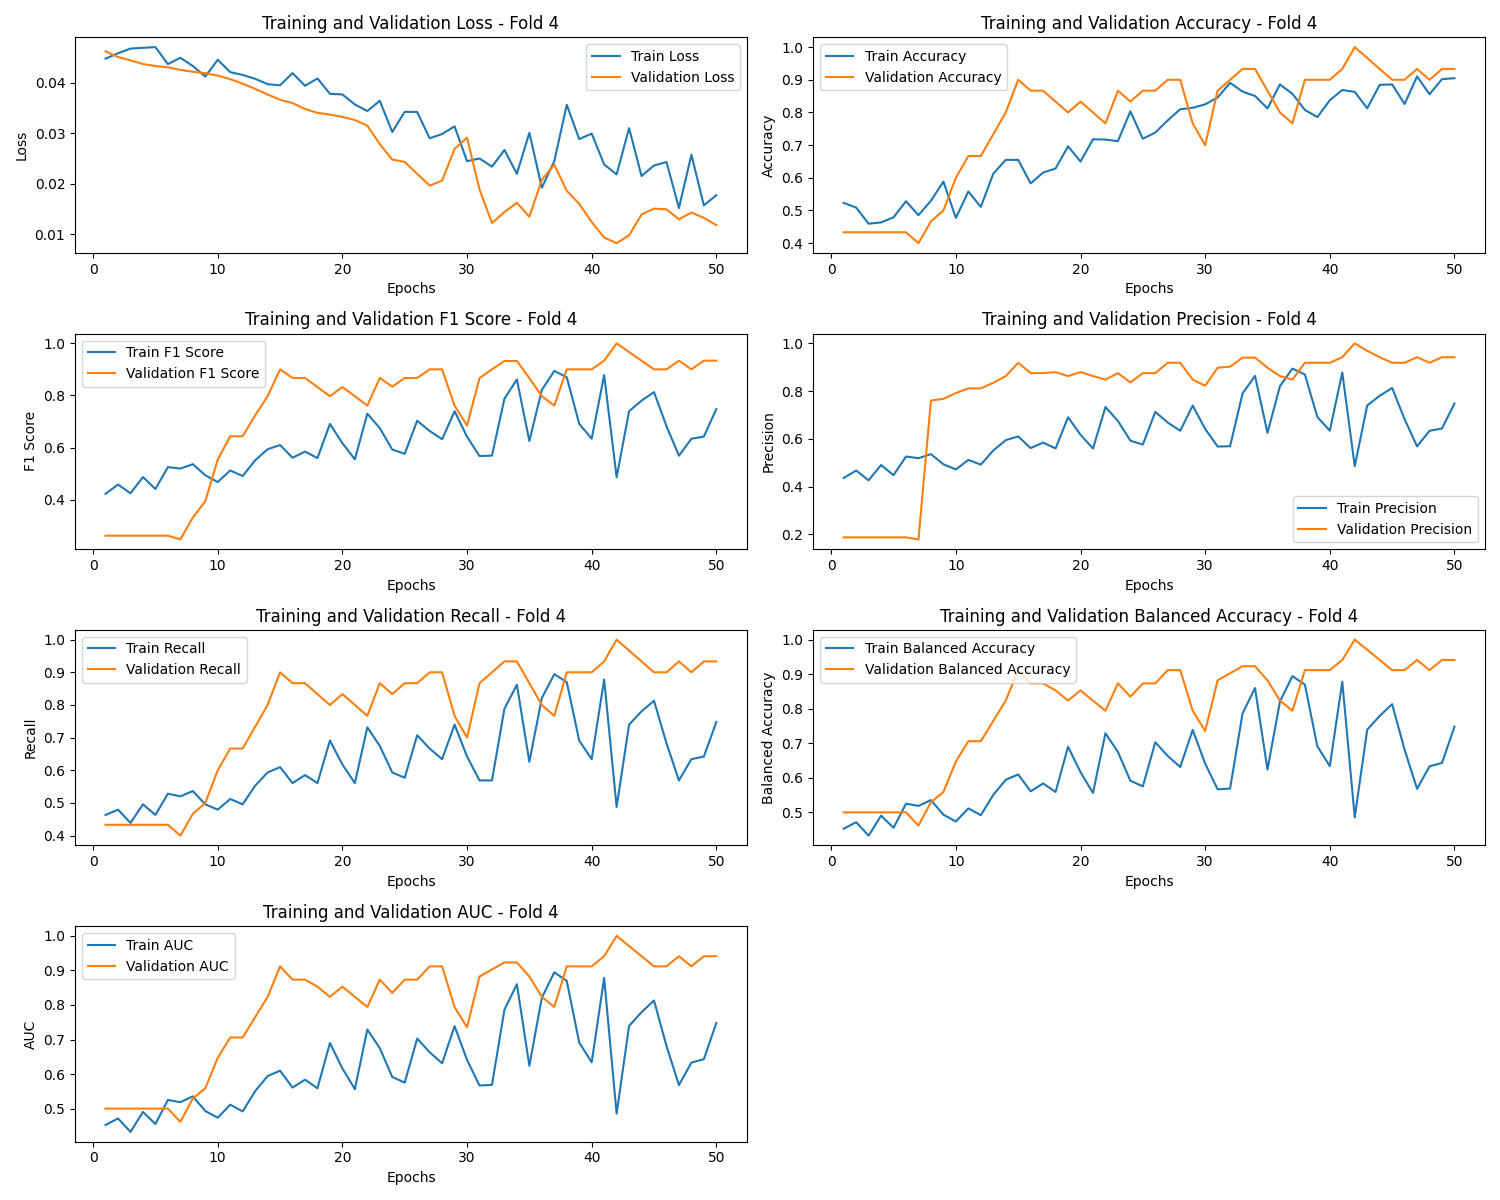 Training and Validation Loss - Fold 4
Train Loss
Validation Loss
Loss
0.04
0.03
0.02
0.01
0 10 20 30 40 50
Epochs
Training and Validation Accuracy - Fold 4
Train Accuracy
Validation Accuracy
Accuracy
1.0
0.9
0.8
0.7
0.6
0.5
0.4
0 10 20 30 40 50
Epochs
Training and Validation F1 Score - Fold 4
Train F1 Score
Validation F1 Score
F1 Score
1.0
0.8
0.6
0.4
0 10 20 30 40 50
Epochs
Training and Validation Precision - Fold 4
Precision
1.0
0.8
0.6
0.4
0.2
Train Precision
Validation Precision
0 10 20 30 40 50
Epochs
Training and Validation Recall - Fold 4
Train Recall
Validation Recall
Recall
1.0
0.9
0.8
0.7
0.6
0.5
0.4
0 10 20 30 40 50
Epochs
Training and Validation Balanced Accuracy - Fold 4
Train Balanced Accuracy
Validation Balanced Accuracy
Balanced Accuracy
1.0
0.9
0.8
0.7
0.6
0.5
0 10 20 30 40 50
Epochs
Training and Validation AUC - Fold 4
Train AUC
Validation AUC
AUC
1.0
0.9
0.8
0.7
0.6
0.5
0 10 20 30 40 50
Epochs